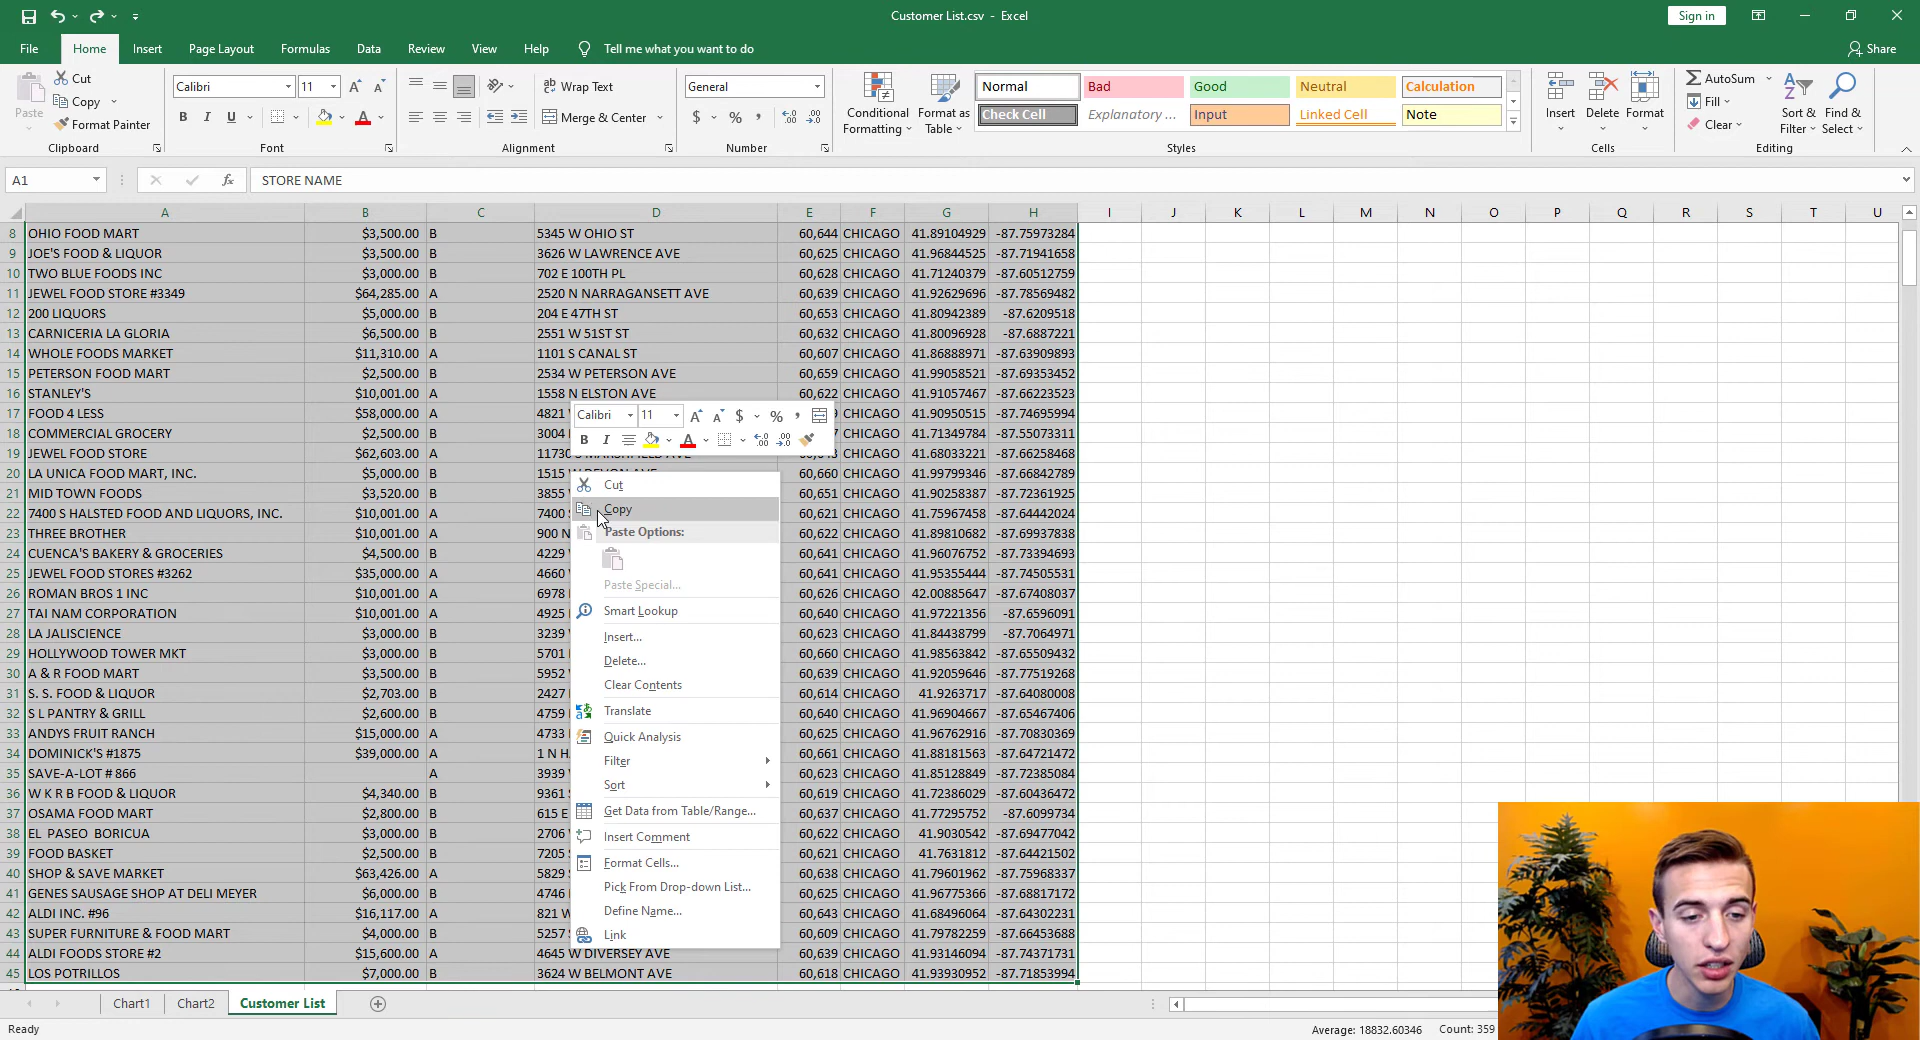 Customer List.csv - Excel
Sign in
File Home Insert Page Layout Formulas Data Review View Help Tell me what you want to do Share
Paste Cut Copy Format Painter Clipboard
Calibri 11 B I U A Font
Wrap Text Merge & Center Alignment
General $ % , Number
Conditional Formatting Format as Table
Normal Bad Good Neutral Calculation
Check Cell Explanatory ... Input Linked Cell Note
Styles
Insert Delete Format Cells
AutoSum Fill Clear Sort & Filter Find & Select Editing
A1 fx STORE NAME
A B C D E F G H I J K L M N O P Q R S T U
8 OHIO FOOD MART $3,500.00 B 5345 W OHIO ST 60,644 CHICAGO 41.89104929 -87.75973284
9 JOE'S FOOD & LIQUOR $3,500.00 B 3626 W LAWRENCE AVE 60,625 CHICAGO 41.96844525 -87.71941658
10 TWO BLUE FOODS INC $3,000.00 B 702 E 100TH PL 60,628 CHICAGO 41.71240379 -87.60512759
11 JEWEL FOOD STORE #3349 $64,285.00 A 2520 N NARRAGANSETT AVE 60,639 CHICAGO 41.92629696 -87.78569482
12 200 LIQUORS $5,000.00 B 204 E 47TH ST 60,653 CHICAGO 41.80942389 -87.6209518
13 CARNICERIA LA GLORIA $6,500.00 B 2551 W 51ST ST 60,632 CHICAGO 41.80096928 -87.6887221
14 WHOLE FOODS MARKET $11,310.00 A 1101 S CANAL ST 60,607 CHICAGO 41.86888971 -87.63909893
15 PETERSON FOOD MART $2,500.00 B 2534 W PETERSON AVE 60,659 CHICAGO 41.99058521 -87.69353452
16 STANLEY'S $10,001.00 A 1558 N ELSTON AVE 60,622 CHICAGO 41.91057467 -87.66223523
17 FOOD 4 LESS $58,000.00 A 4821 CHICAGO 41.90950515 -87.74695994
18 COMMERCIAL GROCERY $2,500.00 B 3004 CHICAGO 41.71349784 -87.55073311
19 JEWEL FOOD STORE $62,603.00 A 11730 S MARSHFIELD AVE CHICAGO 41.68033221 -87.66258468
20 LA UNICA FOOD MART, INC. $5,000.00 B 1515 W DEVON AVE 60,660 CHICAGO 41.99799346 -87.66842789
21 MID TOWN FOODS $3,520.00 B 3855 60,651 CHICAGO 41.90258387 -87.72361925
22 7400 S HALSTED FOOD AND LIQUORS, INC. $10,001.00 A 7400 60,621 CHICAGO 41.75967458 -87.64442024
23 THREE BROTHER $10,001.00 A 900 N 60,622 CHICAGO 41.89810682 -87.69937838
24 CUENCA'S BAKERY & GROCERIES $4,500.00 B 4229 60,641 CHICAGO 41.96076752 -87.73394693
25 JEWEL FOOD STORES #3262 $35,000.00 A 4660 60,641 CHICAGO 41.95355444 -87.74505531
26 ROMAN BROS 1 INC $10,001.00 A 6978 60,626 CHICAGO 42.00885647 -87.67408037
27 TAI NAM CORPORATION $10,001.00 A 4925 60,640 CHICAGO 41.97221356 -87.6596091
28 LA JALISCIENCE $3,000.00 B 3239 60,623 CHICAGO 41.84438799 -87.7064971
29 HOLLYWOOD TOWER MKT $3,000.00 B 5701 60,660 CHICAGO 41.98563842 -87.65509432
30 A & R FOOD MART $3,500.00 B 5952 60,639 CHICAGO 41.92059646 -87.77519268
31 S. S. FOOD & LIQUOR $2,703.00 B 2427 60,614 CHICAGO 41.9263717 -87.64080008
32 S L PANTRY & GRILL $2,600.00 B 4759 60,640 CHICAGO 41.96904667 -87.65467406
33 ANDYS FRUIT RANCH $15,000.00 A 4733 60,625 CHICAGO 41.96762916 -87.70830369
34 DOMINICK'S #1875 $39,000.00 A 1 N H 60,661 CHICAGO 41.88181563 -87.64721472
35 SAVE-A-LOT # 866 A 3939 60,623 CHICAGO 41.85128849 -87.72385084
36 W K R B FOOD & LIQUOR $4,340.00 B 9361 60,619 CHICAGO 41.72386029 -87.60436472
37 OSAMA FOOD MART $2,800.00 B 615 E 60,637 CHICAGO 41.77295752 -87.6099734
38 EL PASEO BORICUA $3,000.00 B 2706 60,622 CHICAGO 41.9030542 -87.69477042
39 FOOD BASKET $2,500.00 B 7205 60,621 CHICAGO 41.7631812 -87.64421502
40 SHOP & SAVE MARKET $63,426.00 A 5829 60,638 CHICAGO 41.79601962 -87.75968337
41 GENES SAUSAGE SHOP AT DELI MEYER $6,000.00 B 4746 60,625 CHICAGO 41.96775366 -87.68817172
42 ALDI INC. #96 $16,117.00 A 821 W 60,643 CHICAGO 41.68496064 -87.64302231
43 SUPER FURNITURE & FOOD MART $4,000.00 B 5257 60,609 CHICAGO 41.79782259 -87.66453688
44 ALDI FOODS STORE #2 $15,600.00 A 4645 W DIVERSEY AVE 60,639 CHICAGO 41.93146094 -87.74371731
45 LOS POTRILLOS $7,000.00 B 3624 W BELMONT AVE 60,618 CHICAGO 41.93930952 -87.71853994
Calibri 11 $ % ,
B I A
Cut
Copy
Paste Options:
Paste Special...
Smart Lookup
Insert...
Delete...
Clear Contents
Translate
Quick Analysis
Filter
Sort
Get Data from Table/Range...
Insert Comment
Format Cells...
Pick From Drop-down List...
Define Name...
Link
Chart1 Chart2 Customer List
Ready Average: 18832.60346 Count: 359